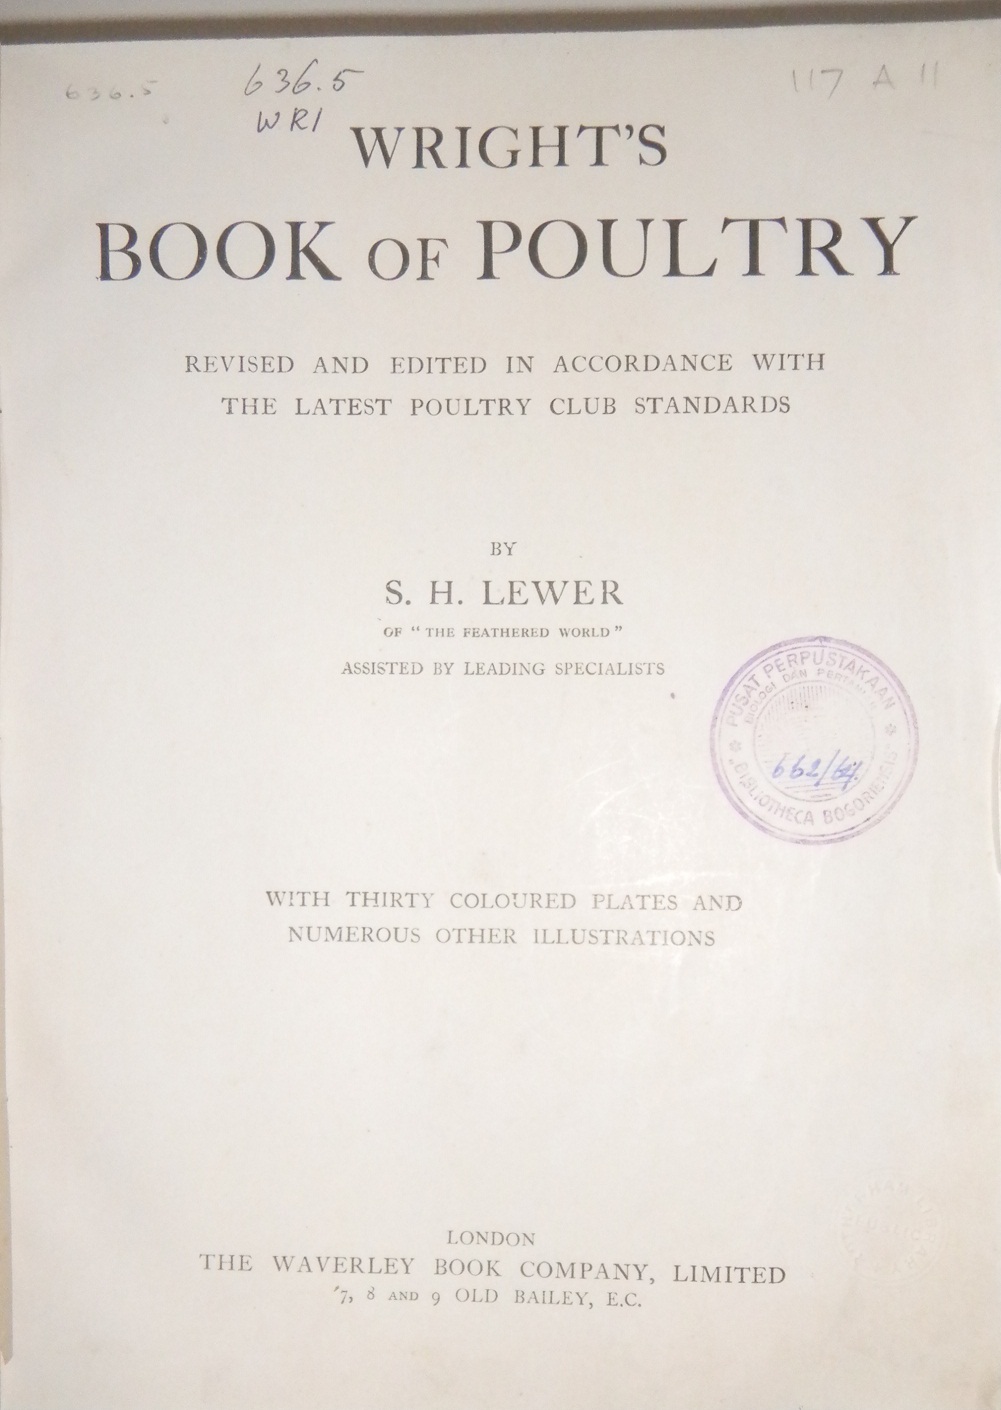 636.5
636.5
117 A 11
WRI
WRIGHT'S
BOOK OF POULTRY
REVISED AND EDITED IN ACCORDANCE WITH
THE LATEST POULTRY CLUB STANDARDS
BY
S. H. LEWER
OF "THE FEATHERED WORLD"
ASSISTED BY LEADING SPECIALISTS
PUSAT PERPUSTAKAAN
BIOLOGI DAN PERTANIAN
662/64
"BIBLIOTHECA BOGORIENSIS"
WITH THIRTY COLOURED PLATES AND
NUMEROUS OTHER ILLUSTRATIONS
LONDON
THE WAVERLEY BOOK COMPANY, LIMITED
7, 8 AND 9 OLD BAILEY, E.C.